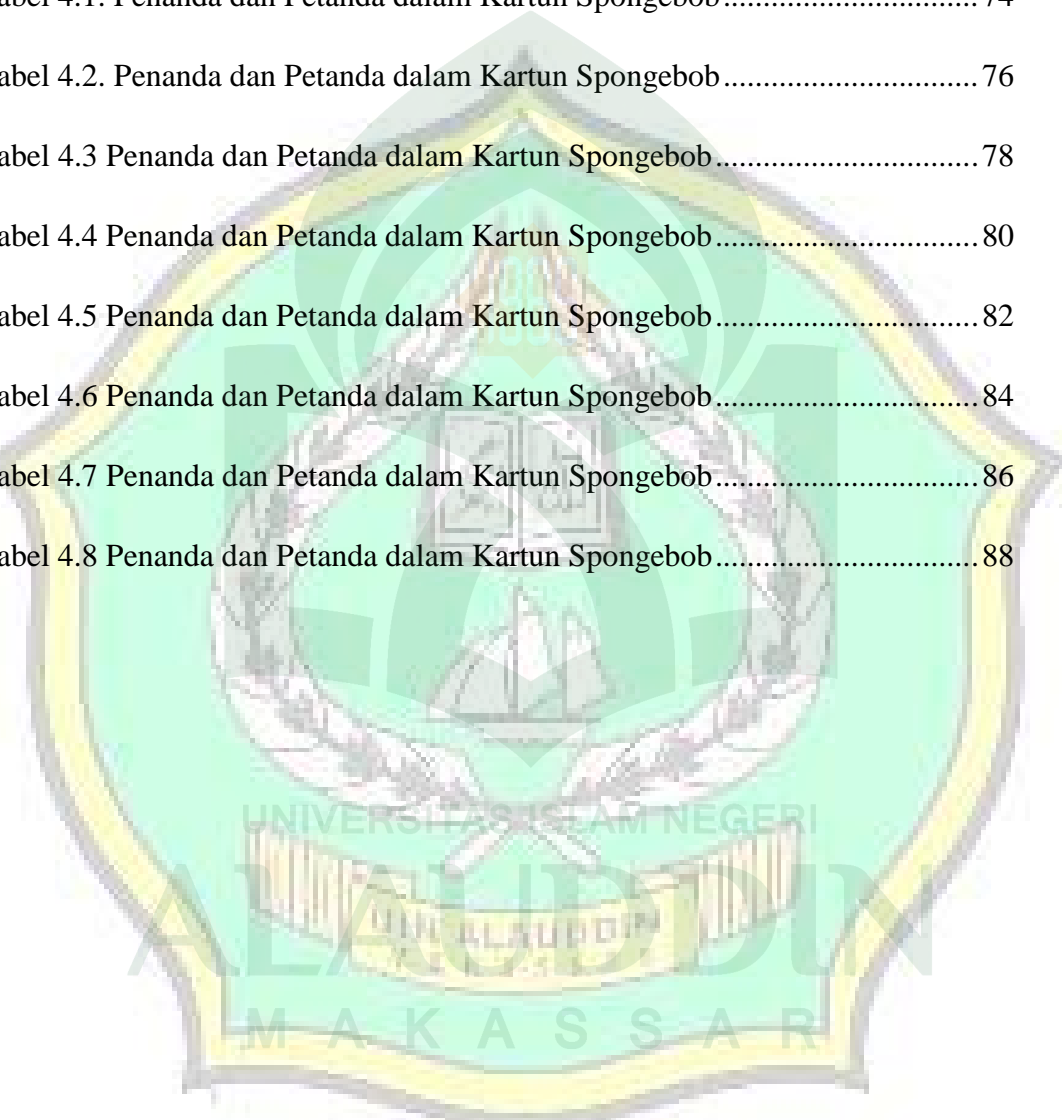 abel 4.1. Penanda dan Petanda dalam Kartun Spongebob.......................................74
abel 4.2. Penanda dan Petanda dalam Kartun Spongebob.......................................76
abel 4.3 Penanda dan Petanda dalam Kartun Spongebob........................................78
abel 4.4 Penanda dan Petanda dalam Kartun Spongebob........................................80
abel 4.5 Penanda dan Petanda dalam Kartun Spongebob........................................82
abel 4.6 Penanda dan Petanda dalam Kartun Spongebob........................................84
abel 4.7 Penanda dan Petanda dalam Kartun Spongebob........................................86
abel 4.8 Penanda dan Petanda dalam Kartun Spongebob........................................88
UNIVERSITAS ISLAM NEGERI
ALAUDDIN
UIN ALAUDDIN
MAKASSAR